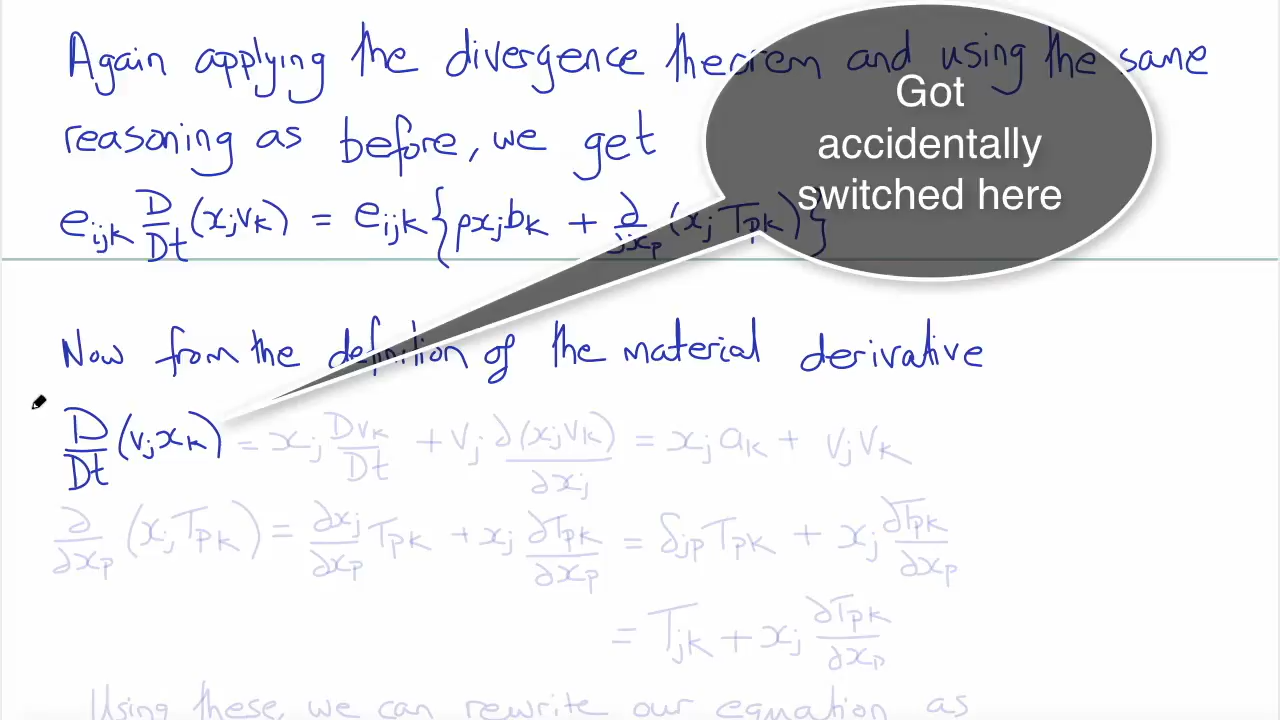 Again applying the divergence theorem and using the same
reasoning as before, we get
e_ijk D/Dt (x_j v_k) = e_ijk { ρx_j b_k + ∂/∂x_p (x_j T_pk) }
Got
accidentally
switched here
Now from the definition of the material derivative
D/Dt (v_j x_k) = x_j Dv_k/Dt + v_j ∂(x_j v_k)/∂x_j = x_j a_k + v_j v_k
∂/∂x_p (x_j T_pk) = ∂x_j/∂x_p T_pk + x_j ∂T_pk/∂x_p = δ_jp T_pk + x_j ∂T_pk/∂x_p
= T_jk + x_j ∂T_pk/∂x_p
Using these, we can rewrite our equation as